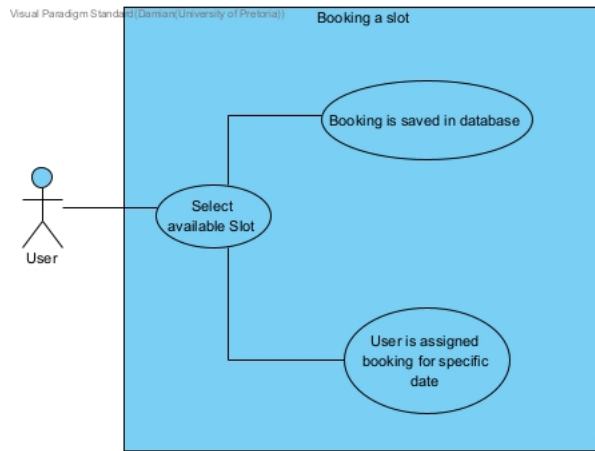 Visual Paradigm Standard(Damian(University of Pretoria))
Booking a slot
Booking is saved in database
Select
available Slot
User
User is assigned
booking for specific
date